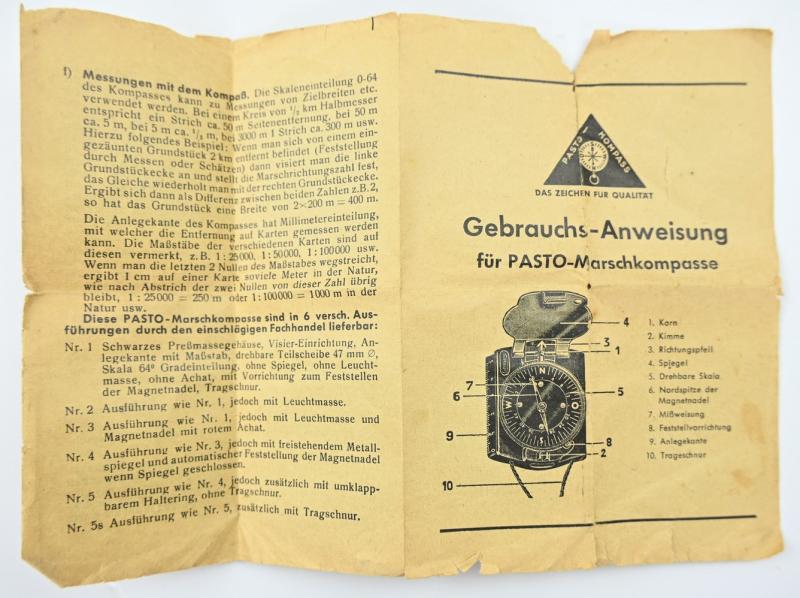 f) Messungen mit dem Kompaß. Die Skaleneinteilung 0-64
des Kompasses kann zu Messungen von Zielbreiten etc.
verwendet werden. Bei einem Kreis von ¹/₂ km Halbmesser
entspricht ein Strich ca. 50 m Seitenentfernung, bei 50 m
ca. 5 m, bei 5 m ca. ¹/₂ m, bei 3000 m 1 Strich ca. 300 m usw.
Hierzu folgendes Beispiel: Wenn man sich von einem ein-
gezäunten Grundstück 2 km entfernt befindet (Feststellung
durch Messen oder Schätzen) dann visiert man die linke
Grundstückecke an und stellt die Marschrichtungszahl fest,
das Gleiche wiederholt man mit der rechten Grundstückecke.
Ergibt sich dann als Differenz zwischen beiden Zahlen z.B. 2,
so hat das Grundstück eine Breite von 2×200 m = 400 m.
Die Anlegekante des Kompasses hat Millimetereinteilung,
mit welcher die Entfernung auf Karten gemessen werden
kann. Die Maßstäbe der verschiedenen Karten sind auf
diesen vermerkt, z.B. 1:25000, 1:50000, 1:100000 usw.
Wenn man die letzten 2 Nullen des Maßstabes wegstreicht,
ergibt 1 cm auf einer Karte soviele Meter in der Natur,
wie nach Abstrich der zwei Nullen von dieser Zahl übrig
bleibt, 1 : 25000 = 250 m oder 1:100000 = 1000 m in der
Natur usw.
Diese PASTO-Marschkompasse sind in 6 versch. Aus-
führungen durch den einschlägigen Fachhandel lieferbar:
Nr. 1 Schwarzes Preßmassegehäuse, Visier-Einrichtung, An-
legekante mit Maßstab, drehbare Teilscheibe 47 mm ∅,
Skala 64° Gradeinteilung, ohne Spiegel, ohne Leucht-
masse, ohne Achat, mit Vorrichtung zum Feststellen
der Magnetnadel, Tragschnur.
Nr. 2 Ausführung wie Nr. 1, jedoch mit Leuchtmasse.
Nr. 3 Ausführung wie Nr. 1, jedoch mit Leuchtmasse und
Magnetnadel mit rotem Achat.
Nr. 4 Ausführung wie Nr. 3, jedoch mit freistehendem Metall-
spiegel und automatischer Feststellung der Magnetnadel
wenn Spiegel geschlossen.
Nr. 5 Ausführung wie Nr. 4, jedoch zusätzlich mit umklapp-
barem Haltering, ohne Tragschnur.
Nr. 5s Ausführung wie Nr. 5, zusätzlich mit Tragschnur.
PASTO - KOMPASS
DAS ZEICHEN FÜR QUALITÄT
Gebrauchs-Anweisung
für PASTO-Marschkompasse
4
3
1
7
6
5
9
8
2
10
N
O
S
W
1. Korn
2. Kimme
3. Richtungspfeil
4. Spiegel
5. Drehbare Skala
6. Nordspitze der
Magnetnadel
7. Mißweisung
8. Feststellvorrichtung
9. Anlegekante
10. Trageschnur